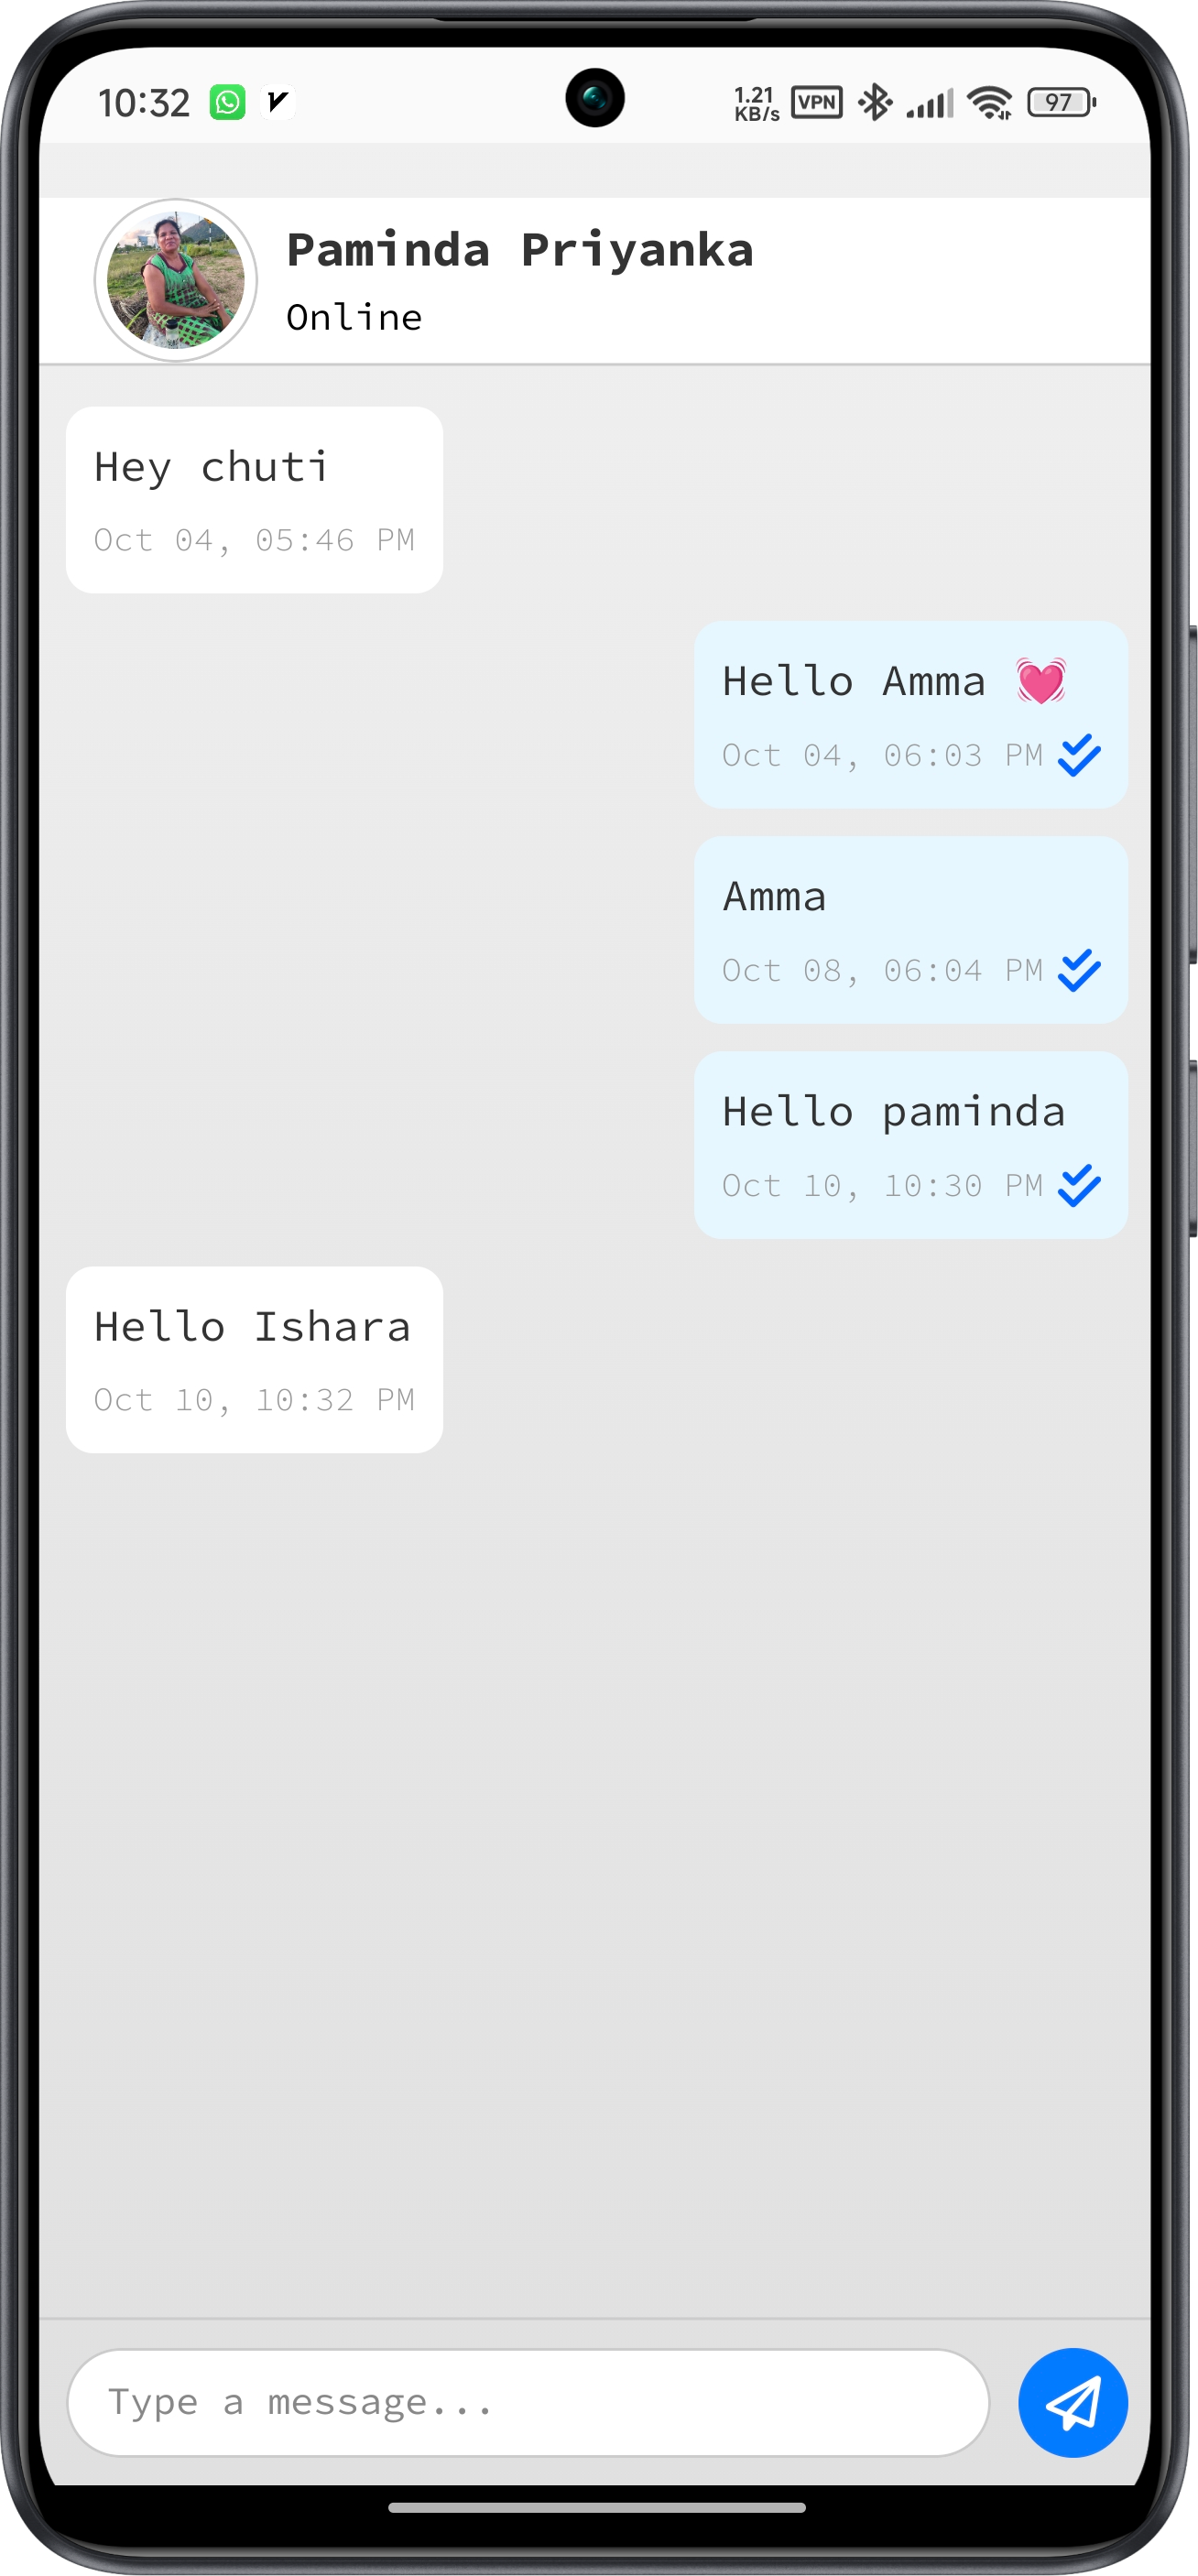 10:32
1.21
KB/s
VPN
97
Paminda Priyanka
Online
Hey chuti
Oct 04, 05:46 PM
Hello Amma 💓
Oct 04, 06:03 PM
Amma
Oct 08, 06:04 PM
Hello paminda
Oct 10, 10:30 PM
Hello Ishara
Oct 10, 10:32 PM
Type a message...